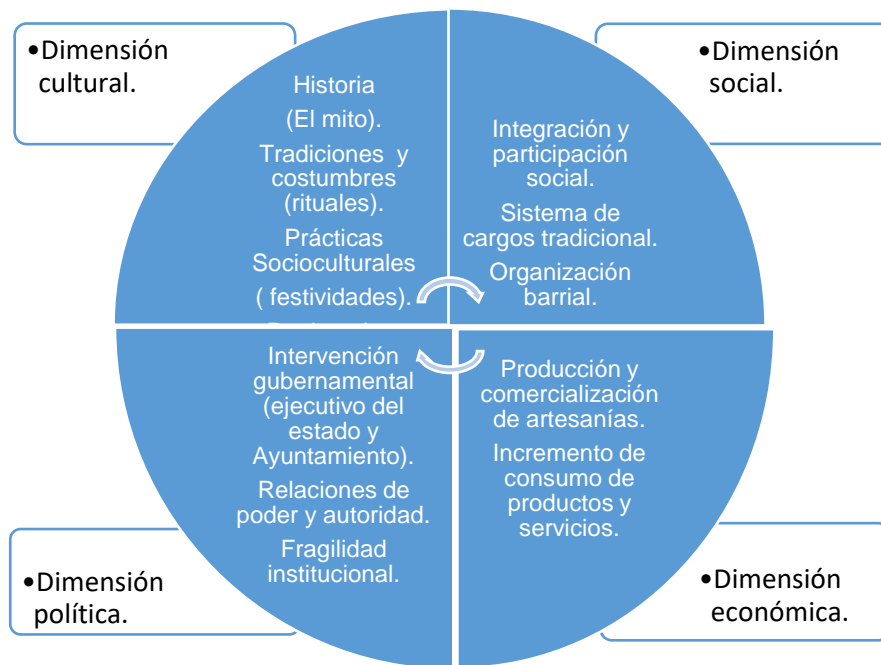 •Dimensión
cultural.
Historia
(El mito).
Tradiciones y
costumbres
(rituales).
Prácticas
Socioculturales
( festividades).
•Dimensión
social.
Integración y
participación
social.
Sistema de
cargos tradicional.
Organización
barrial.
Intervención
gubernamental
(ejecutivo del
estado y
Ayuntamiento).
Relaciones de
poder y autoridad.
Fragilidad
institucional.
•Dimensión
política.
Producción y
comercialización
de artesanías.
Incremento de
consumo de
productos y
servicios.
•Dimensión
económica.